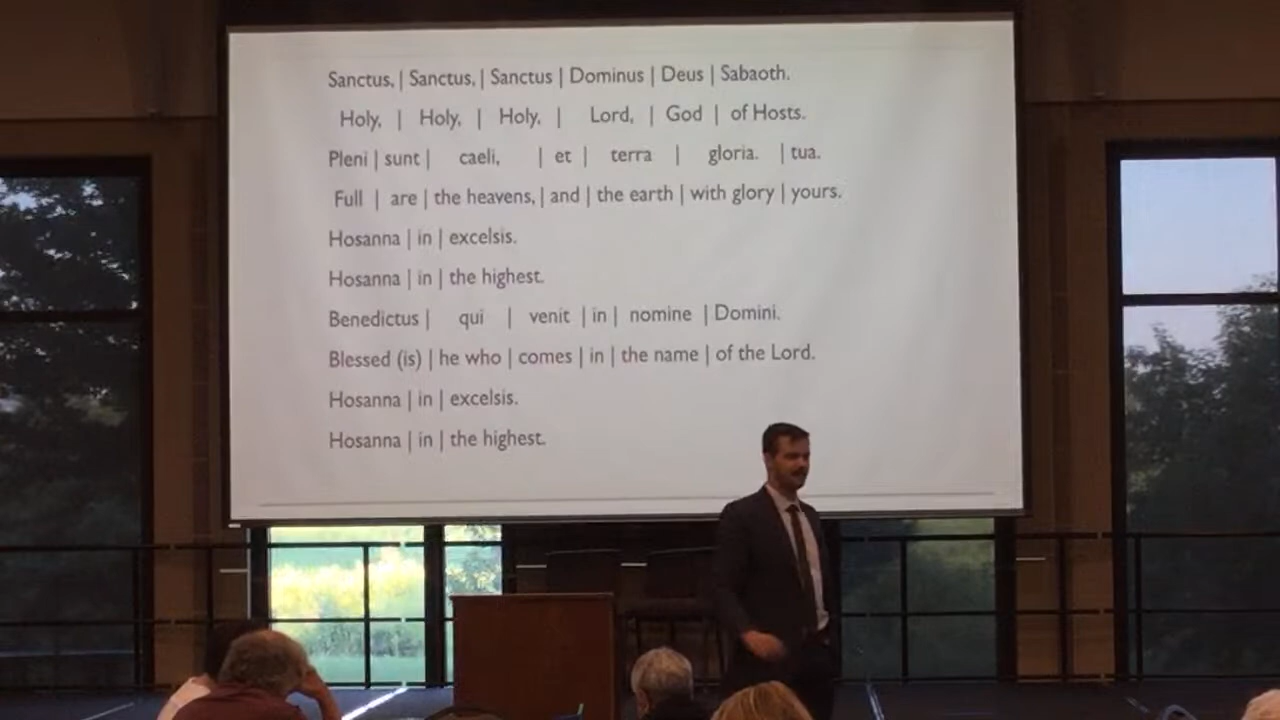 Sanctus, | Sanctus, | Sanctus | Dominus | Deus | Sabaoth.
Holy, | Holy, | Holy, | Lord, | God | of Hosts.
Pleni | sunt | caeli, | et | terra | gloria. | tua.
Full | are | the heavens, | and | the earth | with glory | yours.
Hosanna | in | excelsis.
Hosanna | in | the highest.
Benedictus | qui | venit | in | nomine | Domini.
Blessed (is) | he who | comes | in | the name | of the Lord.
Hosanna | in | excelsis.
Hosanna | in | the highest.